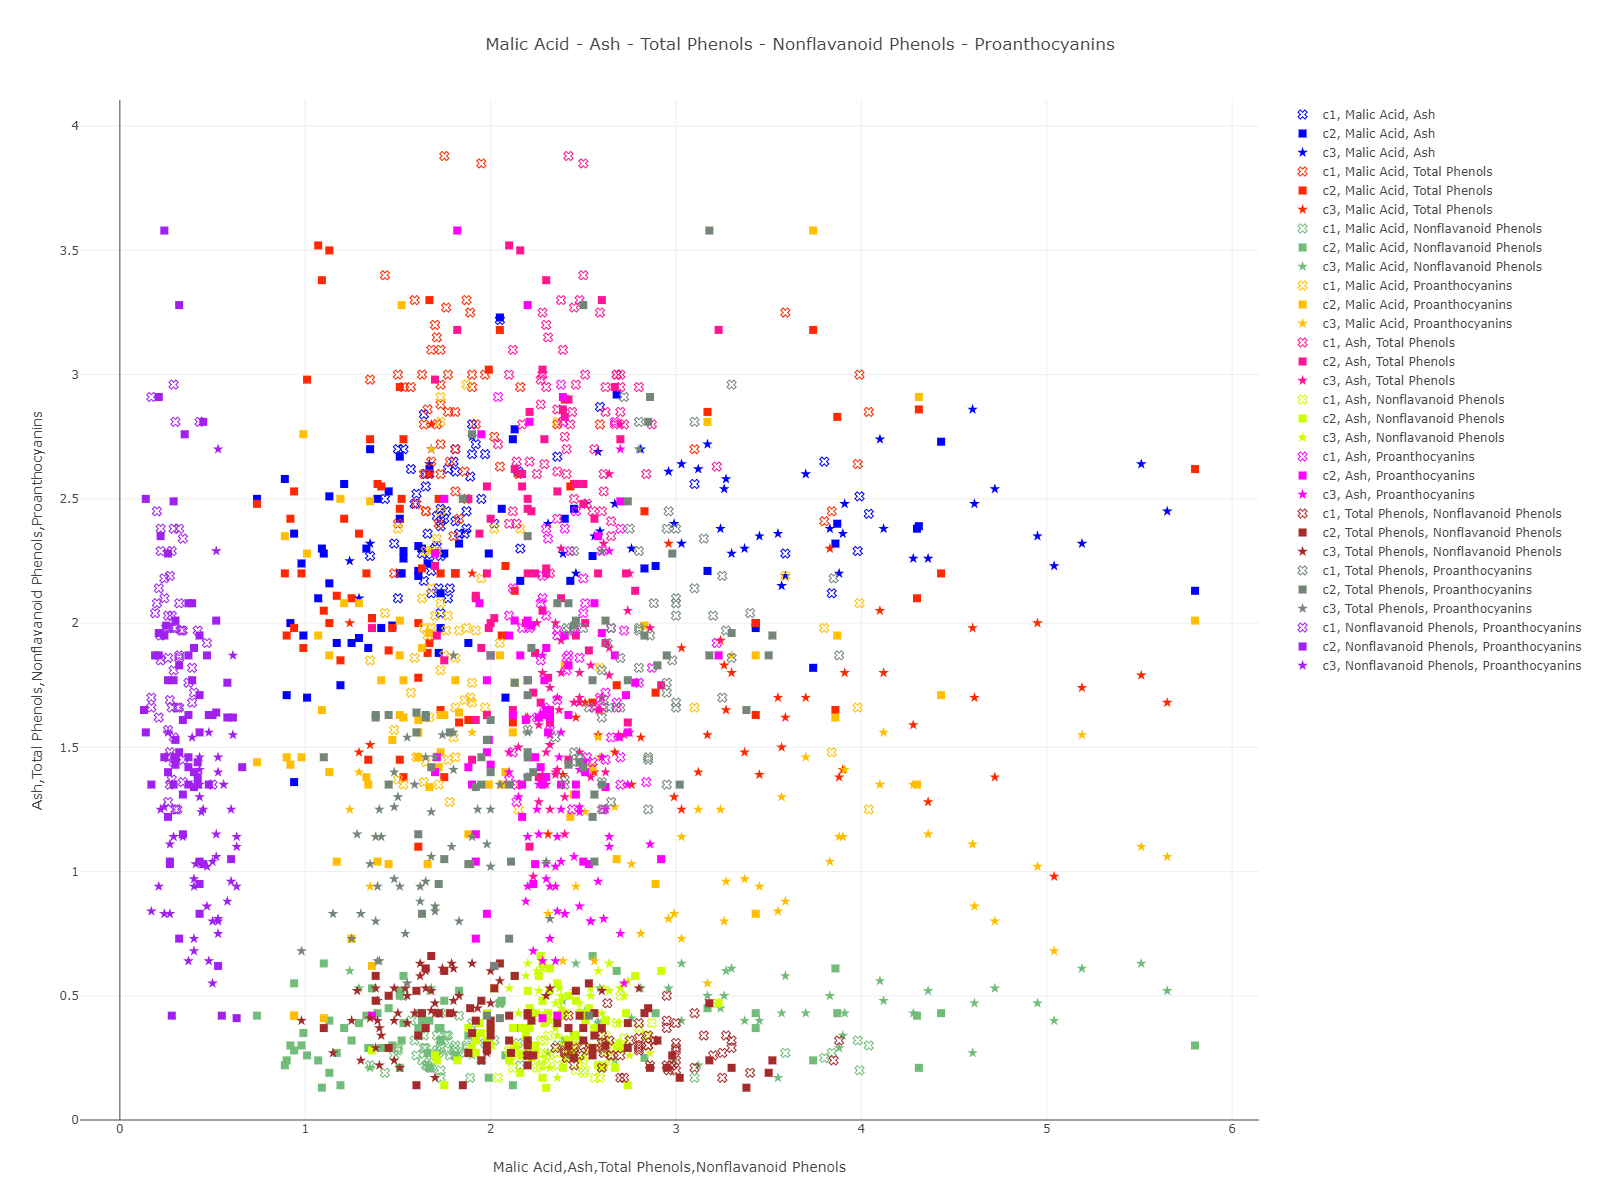 Malic Acid - Ash - Total Phenols - Nonflavanoid Phenols - Proanthocyanins
4
3.5
3
2.5
2
1.5
1
0.5
0
Ash,Total Phenols,Nonflavanoid Phenols,Proanthocyanins
0
1
2
3
4
5
6
Malic Acid,Ash,Total Phenols,Nonflavanoid Phenols
c1, Malic Acid, Ash
c2, Malic Acid, Ash
c3, Malic Acid, Ash
c1, Malic Acid, Total Phenols
c2, Malic Acid, Total Phenols
c3, Malic Acid, Total Phenols
c1, Malic Acid, Nonflavanoid Phenols
c2, Malic Acid, Nonflavanoid Phenols
c3, Malic Acid, Nonflavanoid Phenols
c1, Malic Acid, Proanthocyanins
c2, Malic Acid, Proanthocyanins
c3, Malic Acid, Proanthocyanins
c1, Ash, Total Phenols
c2, Ash, Total Phenols
c3, Ash, Total Phenols
c1, Ash, Nonflavanoid Phenols
c2, Ash, Nonflavanoid Phenols
c3, Ash, Nonflavanoid Phenols
c1, Ash, Proanthocyanins
c2, Ash, Proanthocyanins
c3, Ash, Proanthocyanins
c1, Total Phenols, Nonflavanoid Phenols
c2, Total Phenols, Nonflavanoid Phenols
c3, Total Phenols, Nonflavanoid Phenols
c1, Total Phenols, Proanthocyanins
c2, Total Phenols, Proanthocyanins
c3, Total Phenols, Proanthocyanins
c1, Nonflavanoid Phenols, Proanthocyanins
c2, Nonflavanoid Phenols, Proanthocyanins
c3, Nonflavanoid Phenols, Proanthocyanins